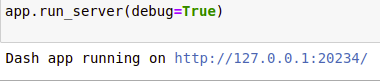 app.run_server(debug=True)
Dash app running on http://127.0.0.1:20234/